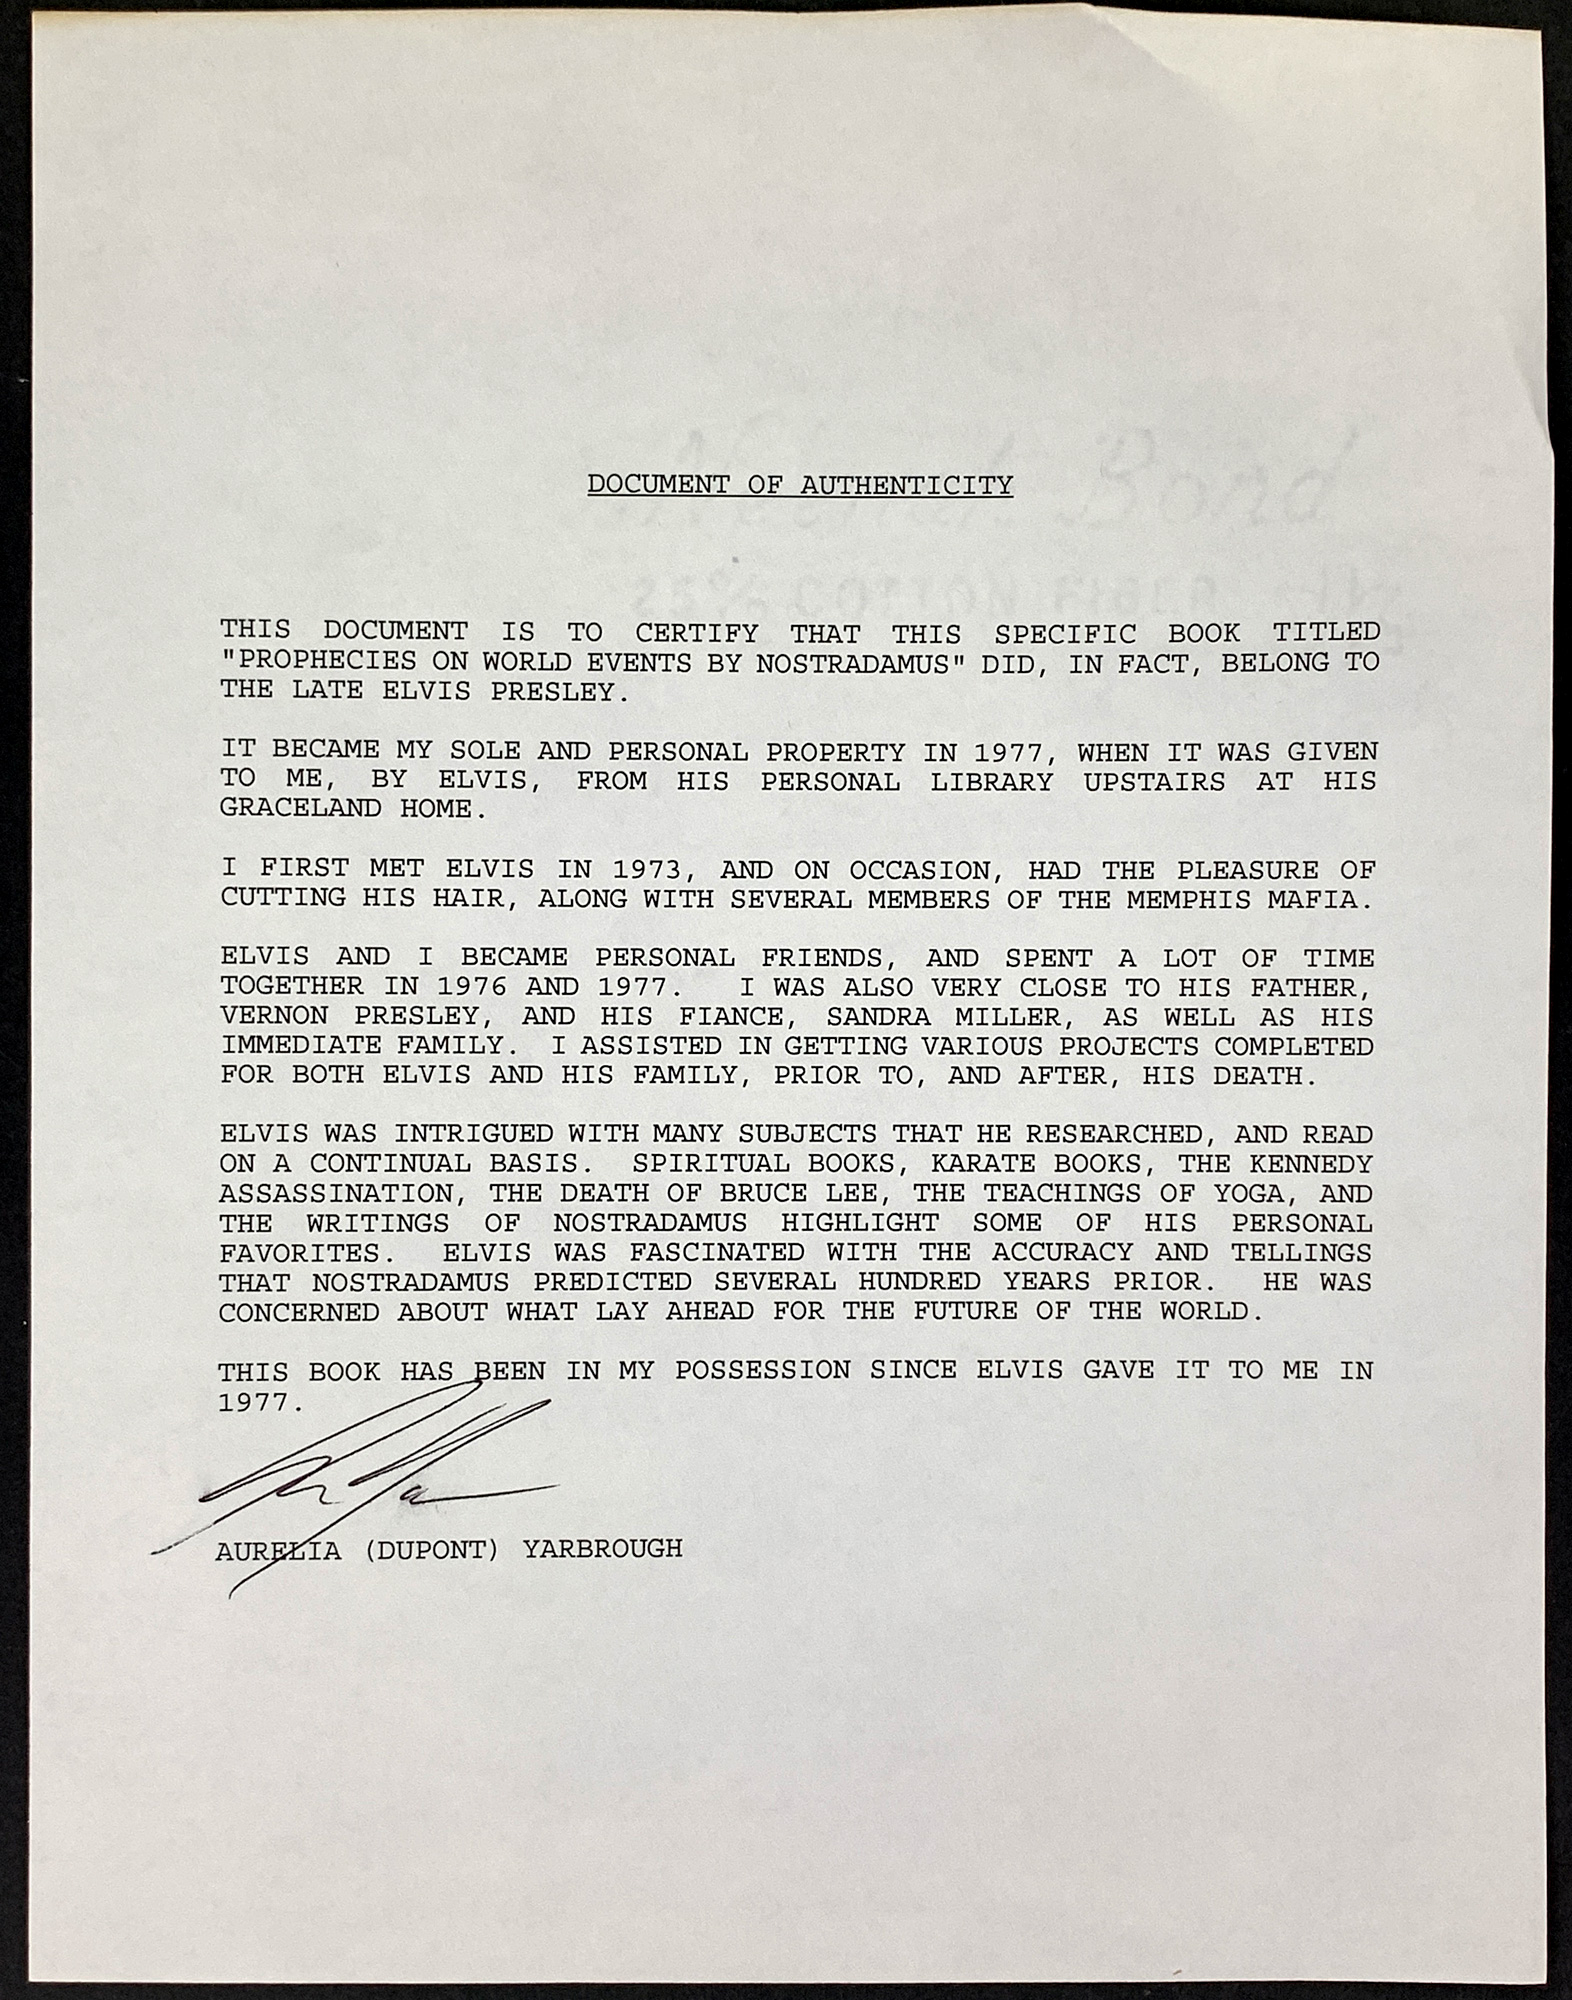 DOCUMENT OF AUTHENTICITY
THIS DOCUMENT IS TO CERTIFY THAT THIS SPECIFIC BOOK TITLED
"PROPHECIES ON WORLD EVENTS BY NOSTRADAMUS" DID, IN FACT, BELONG TO
THE LATE ELVIS PRESLEY.
IT BECAME MY SOLE AND PERSONAL PROPERTY IN 1977, WHEN IT WAS GIVEN
TO ME, BY ELVIS, FROM HIS PERSONAL LIBRARY UPSTAIRS AT HIS
GRACELAND HOME.
I FIRST MET ELVIS IN 1973, AND ON OCCASION, HAD THE PLEASURE OF
CUTTING HIS HAIR, ALONG WITH SEVERAL MEMBERS OF THE MEMPHIS MAFIA.
ELVIS AND I BECAME PERSONAL FRIENDS, AND SPENT A LOT OF TIME
TOGETHER IN 1976 AND 1977. I WAS ALSO VERY CLOSE TO HIS FATHER,
VERNON PRESLEY, AND HIS FIANCE, SANDRA MILLER, AS WELL AS HIS
IMMEDIATE FAMILY. I ASSISTED IN GETTING VARIOUS PROJECTS COMPLETED
FOR BOTH ELVIS AND HIS FAMILY, PRIOR TO, AND AFTER, HIS DEATH.
ELVIS WAS INTRIGUED WITH MANY SUBJECTS THAT HE RESEARCHED, AND READ
ON A CONTINUAL BASIS. SPIRITUAL BOOKS, KARATE BOOKS, THE KENNEDY
ASSASSINATION, THE DEATH OF BRUCE LEE, THE TEACHINGS OF YOGA, AND
THE WRITINGS OF NOSTRADAMUS HIGHLIGHT SOME OF HIS PERSONAL
FAVORITES. ELVIS WAS FASCINATED WITH THE ACCURACY AND TELLINGS
THAT NOSTRADAMUS PREDICTED SEVERAL HUNDRED YEARS PRIOR. HE WAS
CONCERNED ABOUT WHAT LAY AHEAD FOR THE FUTURE OF THE WORLD.
THIS BOOK HAS BEEN IN MY POSSESSION SINCE ELVIS GAVE IT TO ME IN
1977.
AURELIA (DUPONT) YARBROUGH